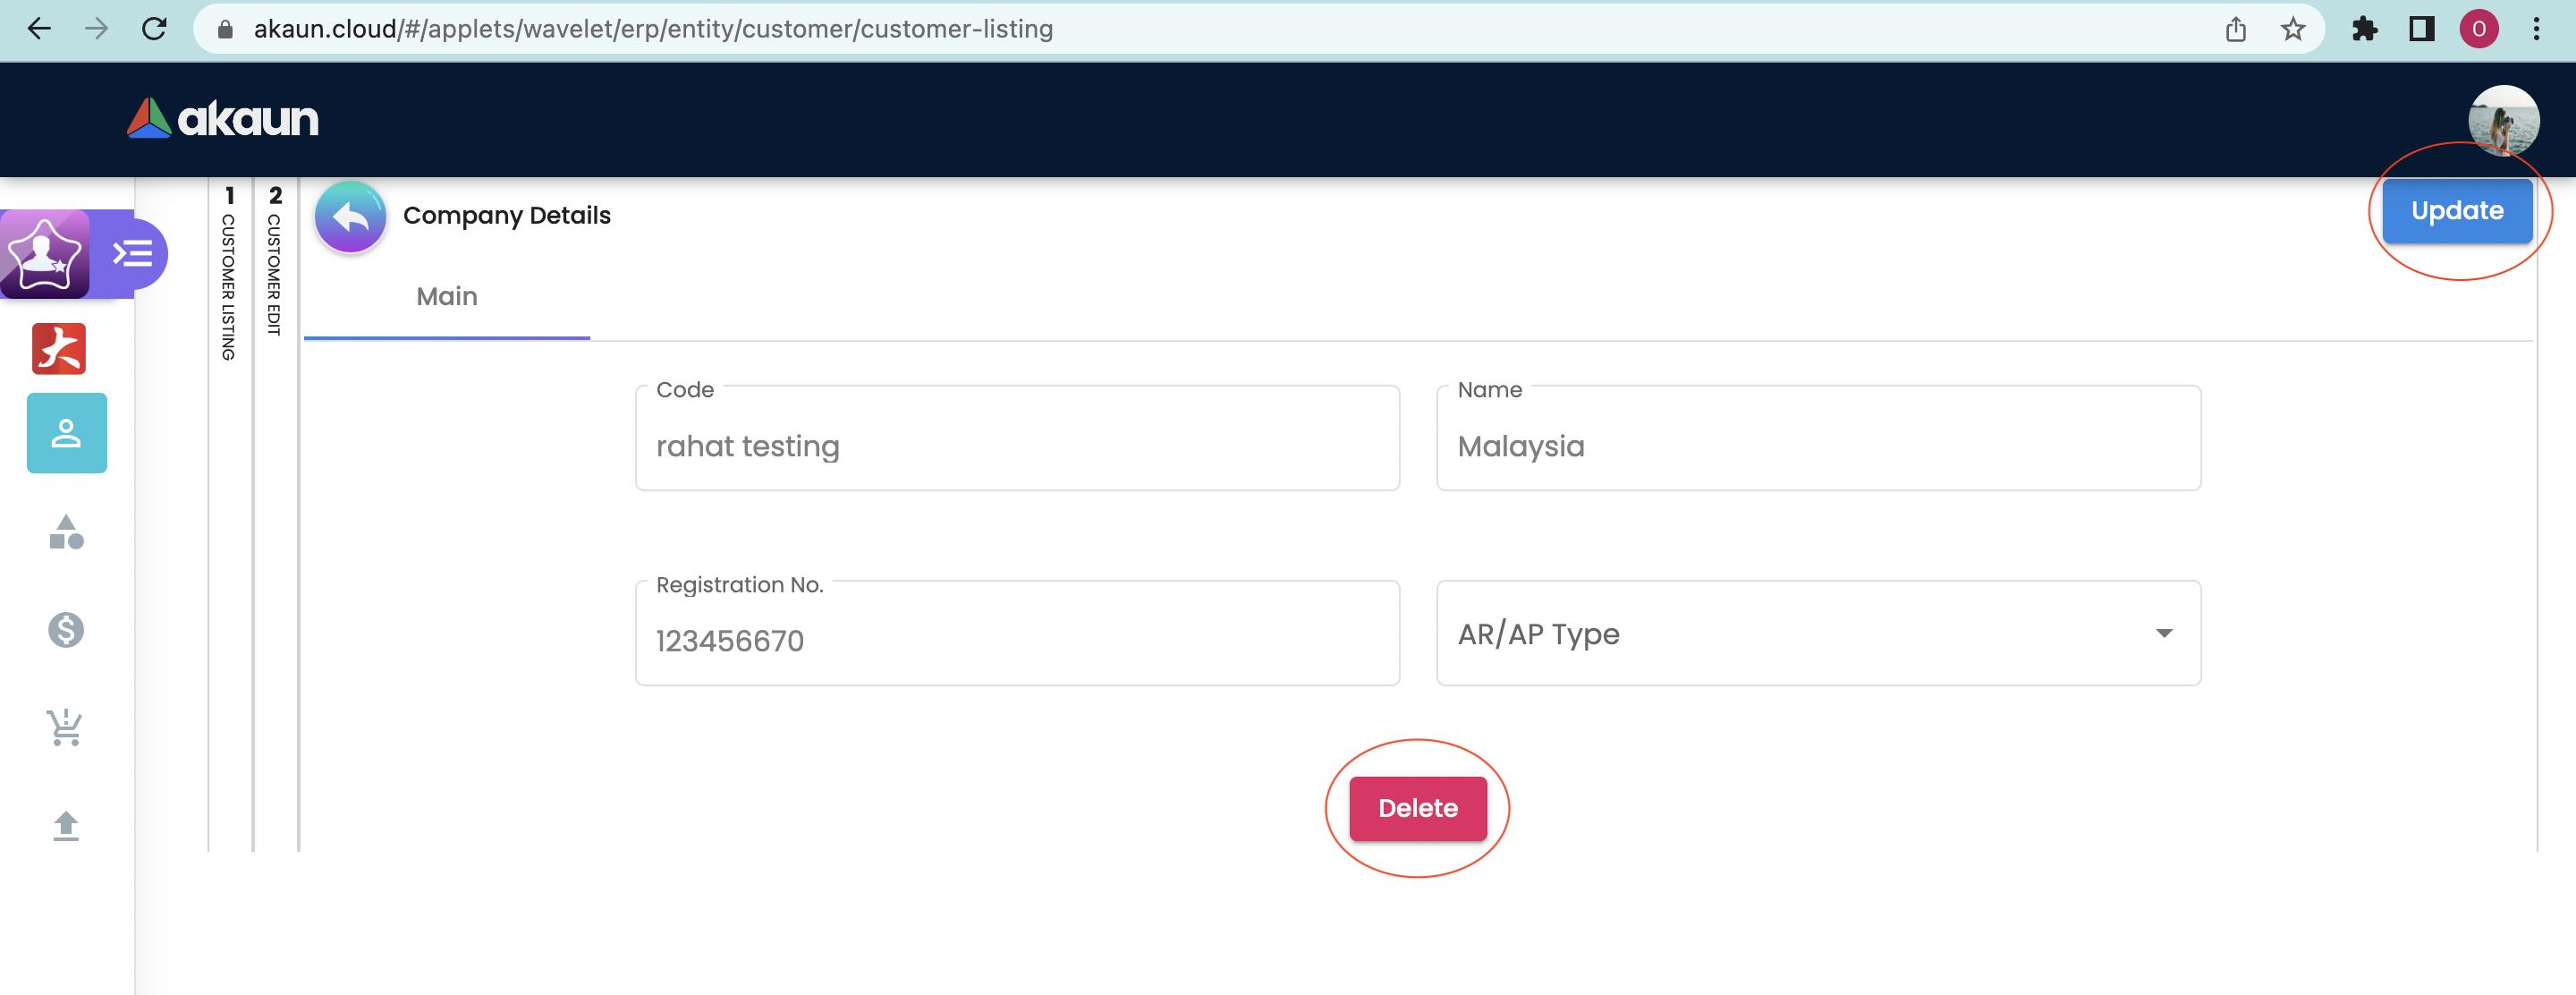 akaun.cloud/#/applets/wavelet/erp/entity/customer/customer-listing
O
akaun
1 CUSTOMER LISTING
2 CUSTOMER EDIT
Company Details
Update
Main
Code
rahat testing
Name
Malaysia
Registration No.
123456670
AR/AP Type
Delete